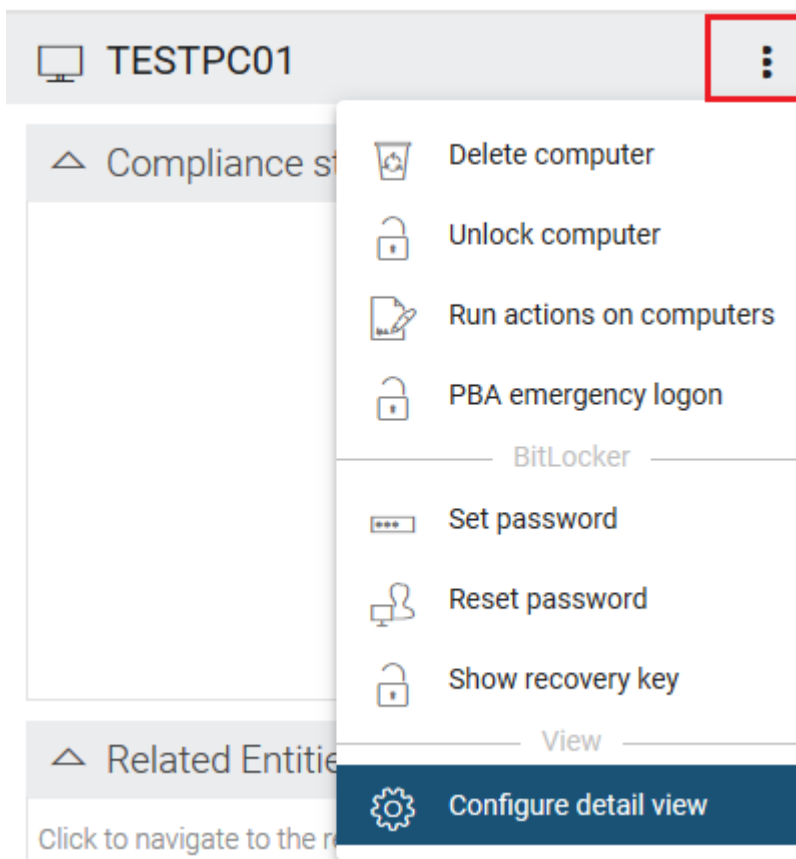 TESTPC01
Compliance st
Delete computer
Unlock computer
Run actions on computers
PBA emergency logon
BitLocker
Set password
Reset password
Show recovery key
View
Related Entitie
Configure detail view
Click to navigate to the re